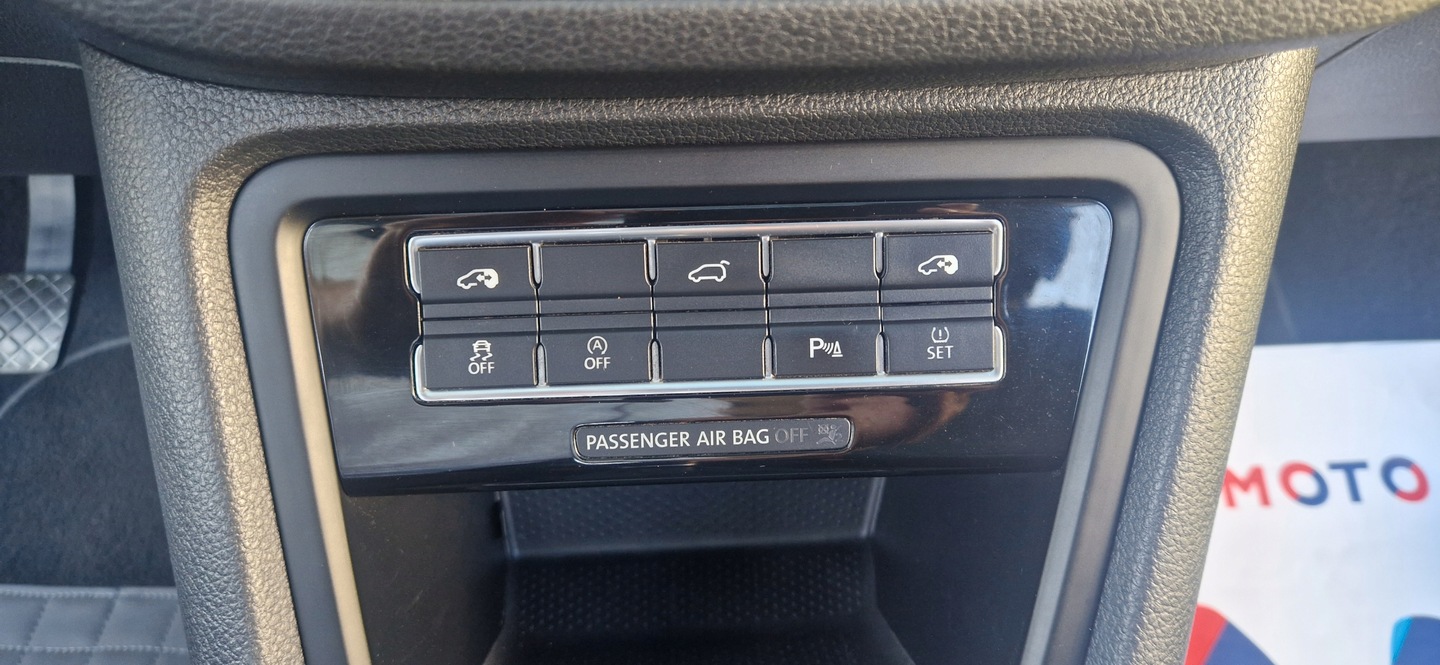 OFF
A
OFF
P
SET
PASSENGER AIR BAG OFF
MOTO